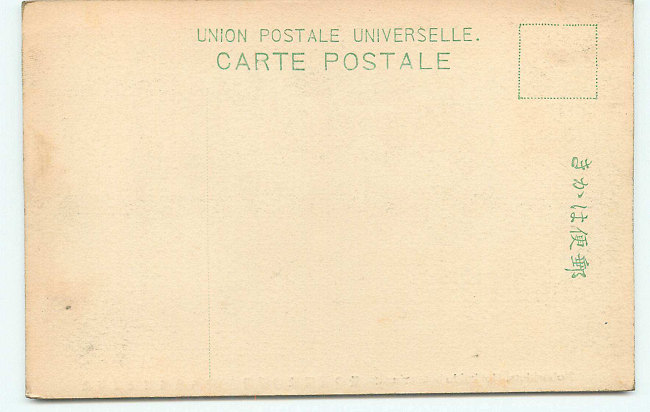 UNION POSTALE UNIVERSELLE.
CARTE POSTALE
郵便はかき